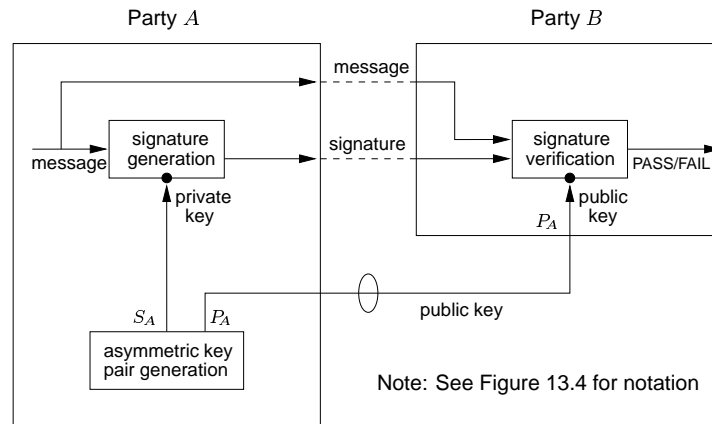 Party A
Party B
message
signature
generation
message
signature
signature
verification
PASS/FAIL
private
key
public
key
P_A
S_A
P_A
public key
asymmetric key
pair generation
Note: See Figure 13.4 for notation